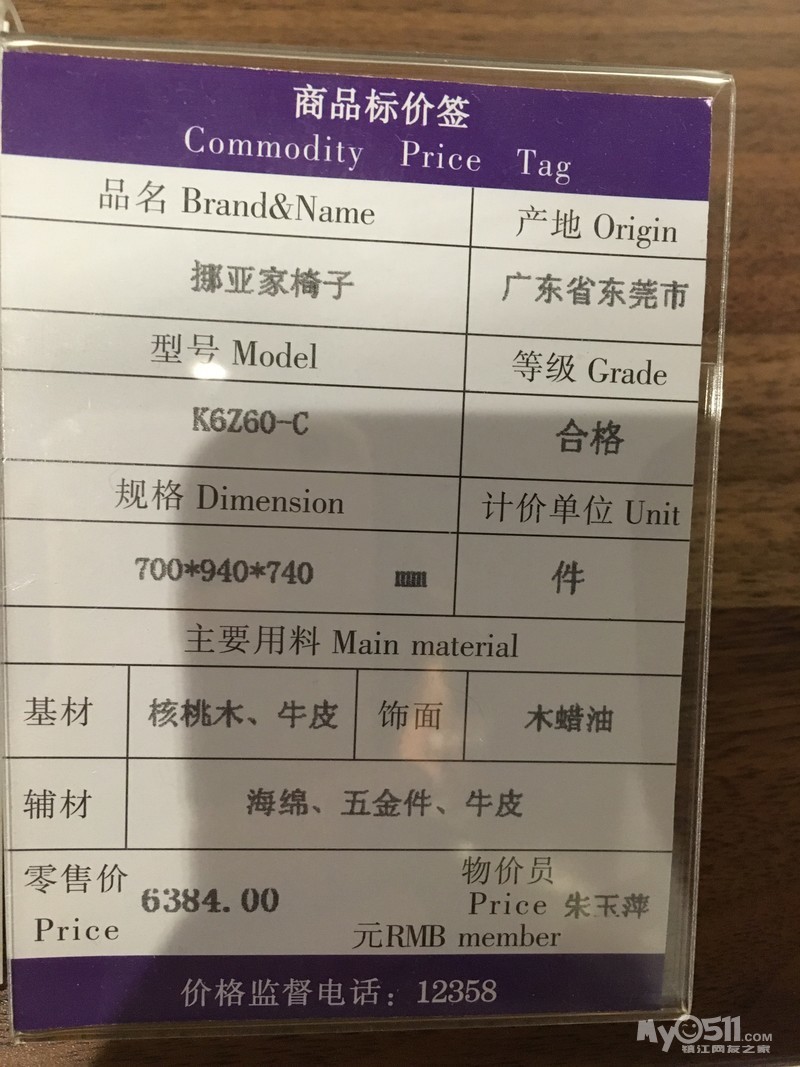 商品标价签
Commodity Price Tag
品名 Brand&Name 产地 Origin
挪亚家椅子 广东省东莞市
型号 Model 等级 Grade
K6Z60-C 合格
规格 Dimension 计价单位 Unit
700*940*740 mm 件
主要用料 Main material
基材 核桃木、牛皮 饰面 木蜡油
辅材 海绵、五金件、牛皮
零售价 6384.00 物价员
Price 元RMB Price member 朱玉萍
价格监督电话：12358
My0511.COM
镇江网友之家